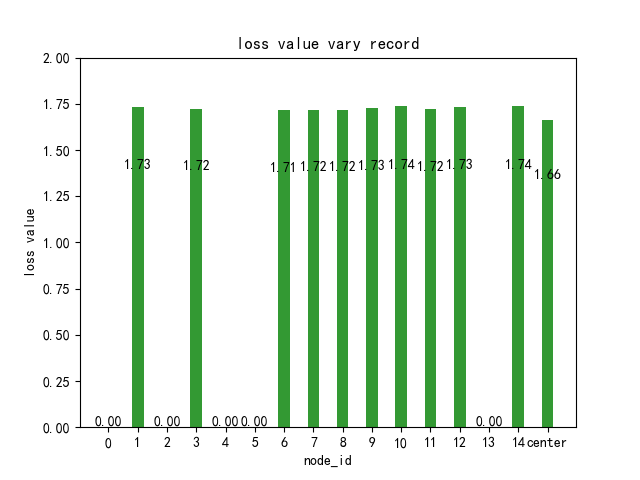 loss value vary record
2.00
1.75
1.50
1.25
1.00
0.75
0.50
0.25
0.00
loss value
0.00 1.73 0.00 1.72 0.00 0.00 1.71 1.72 1.72 1.73 1.74 1.72 1.73 0.00 1.74 1.66
0 1 2 3 4 5 6 7 8 9 10 11 12 13 14 center
node_id